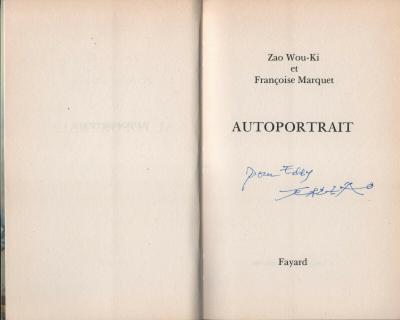 Zao Wou-Ki
et
Françoise Marquet
AUTOPORTRAIT
pour Eddy
Fayard